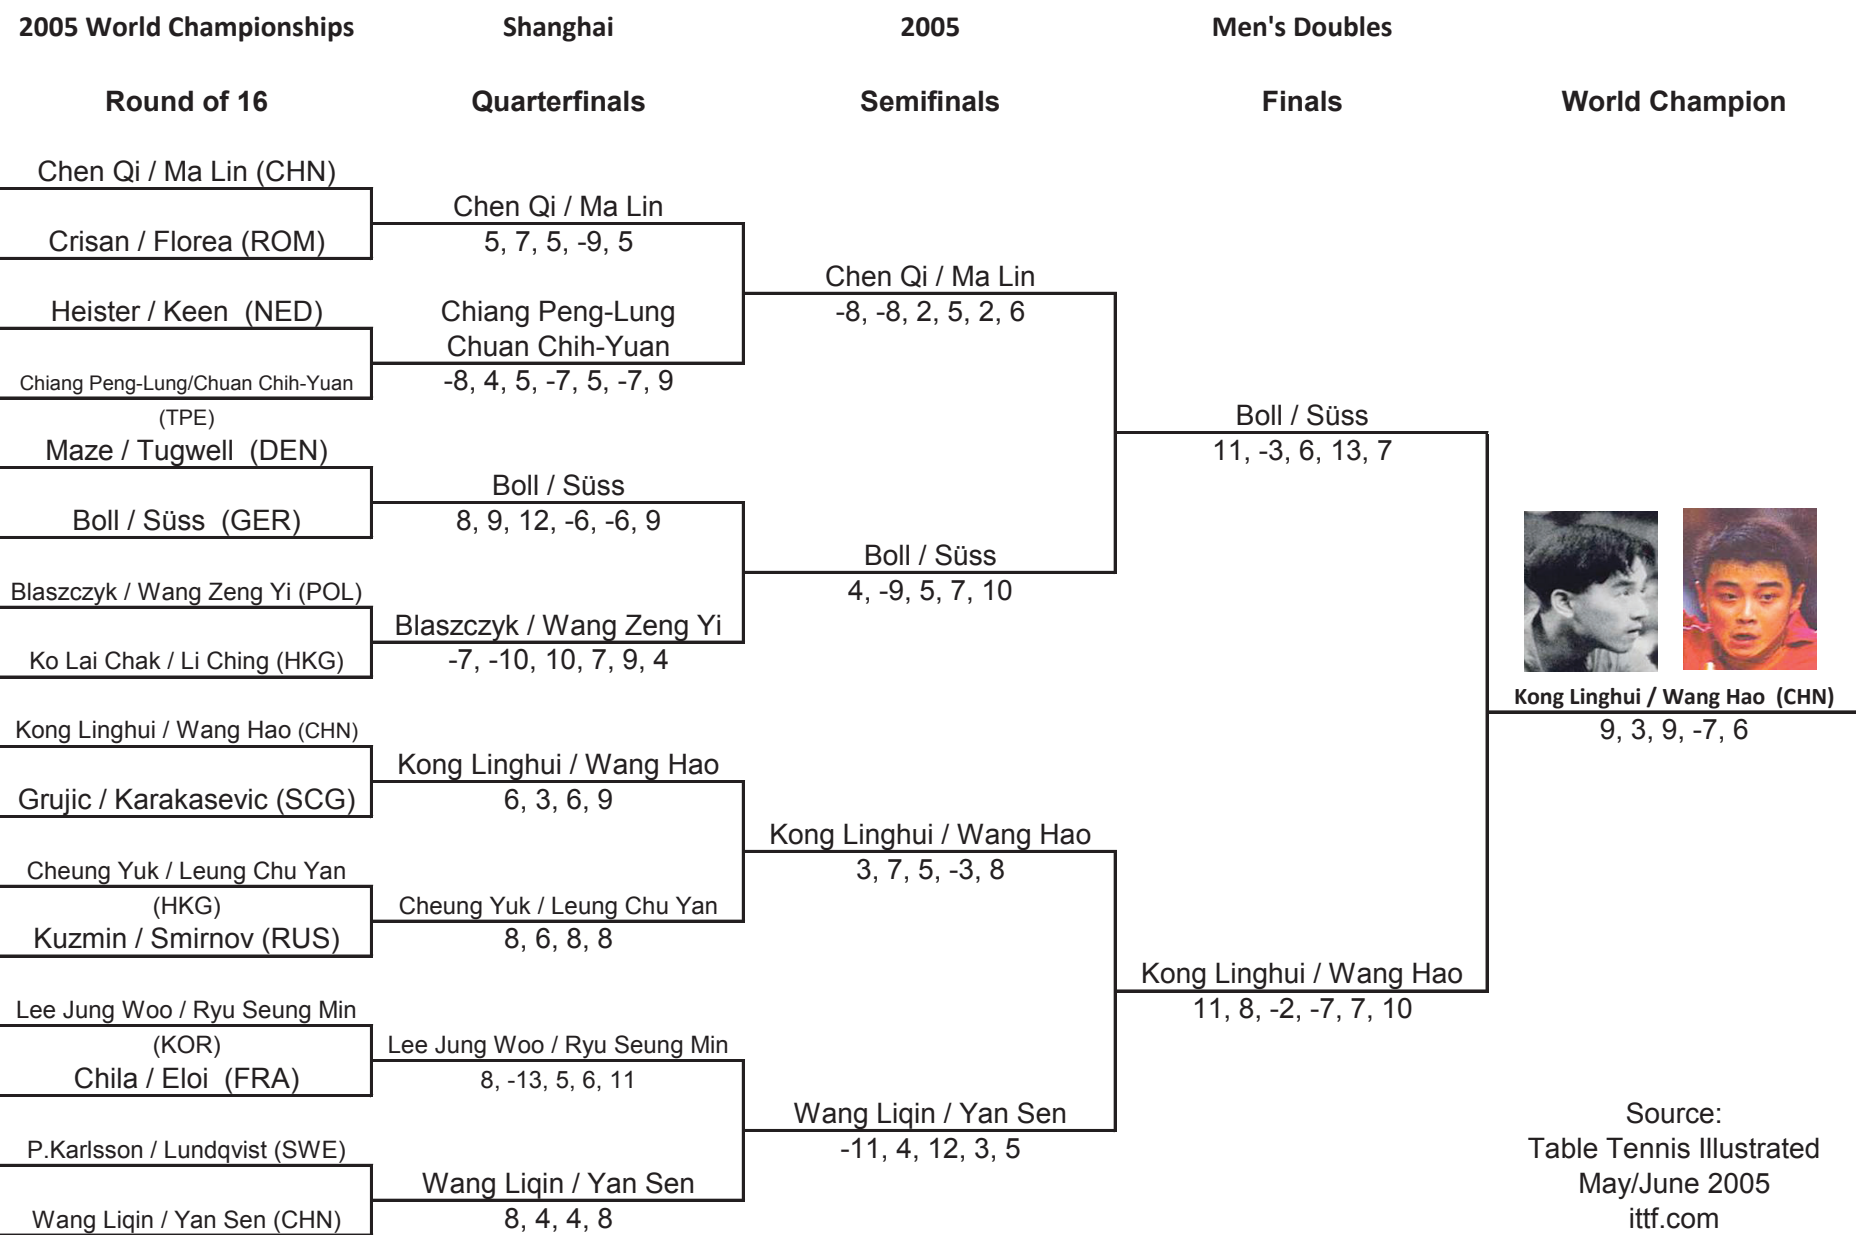 2005 World Championships Shanghai 2005 Men's Doubles
Round of 16 Quarterfinals Semifinals Finals World Champion
Chen Qi / Ma Lin (CHN)
Crisan / Florea (ROM)
Heister / Keen (NED)
Chiang Peng-Lung/Chuan Chih-Yuan
(TPE)
Maze / Tugwell (DEN)
Boll / Süss (GER)
Blaszczyk / Wang Zeng Yi (POL)
Ko Lai Chak / Li Ching (HKG)
Kong Linghui / Wang Hao (CHN)
Grujic / Karakasevic (SCG)
Cheung Yuk / Leung Chu Yan
(HKG)
Kuzmin / Smirnov (RUS)
Lee Jung Woo / Ryu Seung Min
(KOR)
Chila / Eloi (FRA)
P.Karlsson / Lundqvist (SWE)
Wang Liqin / Yan Sen (CHN)
Chen Qi / Ma Lin
5, 7, 5, -9, 5
Chiang Peng-Lung
Chuan Chih-Yuan
-8, 4, 5, -7, 5, -7, 9
Boll / Süss
8, 9, 12, -6, -6, 9
Blaszczyk / Wang Zeng Yi
-7, -10, 10, 7, 9, 4
Kong Linghui / Wang Hao
6, 3, 6, 9
Cheung Yuk / Leung Chu Yan
8, 6, 8, 8
Lee Jung Woo / Ryu Seung Min
8, -13, 5, 6, 11
Wang Liqin / Yan Sen
8, 4, 4, 8
Chen Qi / Ma Lin
-8, -8, 2, 5, 2, 6
Boll / Süss
4, -9, 5, 7, 10
Kong Linghui / Wang Hao
3, 7, 5, -3, 8
Wang Liqin / Yan Sen
-11, 4, 12, 3, 5
Boll / Süss
11, -3, 6, 13, 7
Kong Linghui / Wang Hao
11, 8, -2, -7, 7, 10
Kong Linghui / Wang Hao (CHN)
9, 3, 9, -7, 6
Source:
Table Tennis Illustrated
May/June 2005
ittf.com